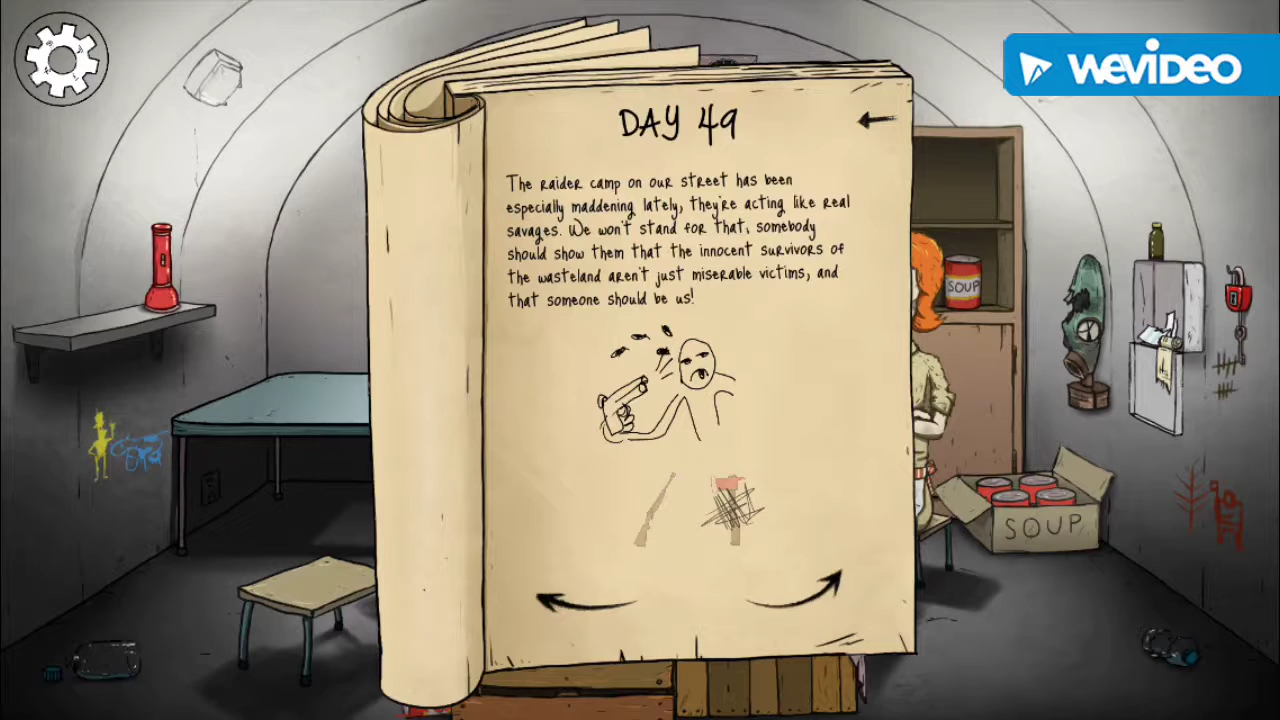 WEVIDEO
DAY 49
The raider camp on our street has been
especially maddening lately, they're acting like real
savages. We won't stand for that, somebody
should show them that the innocent survivors of
the wasteland aren't just miserable victims, and
that someone should be us!
SOUP
SOUP